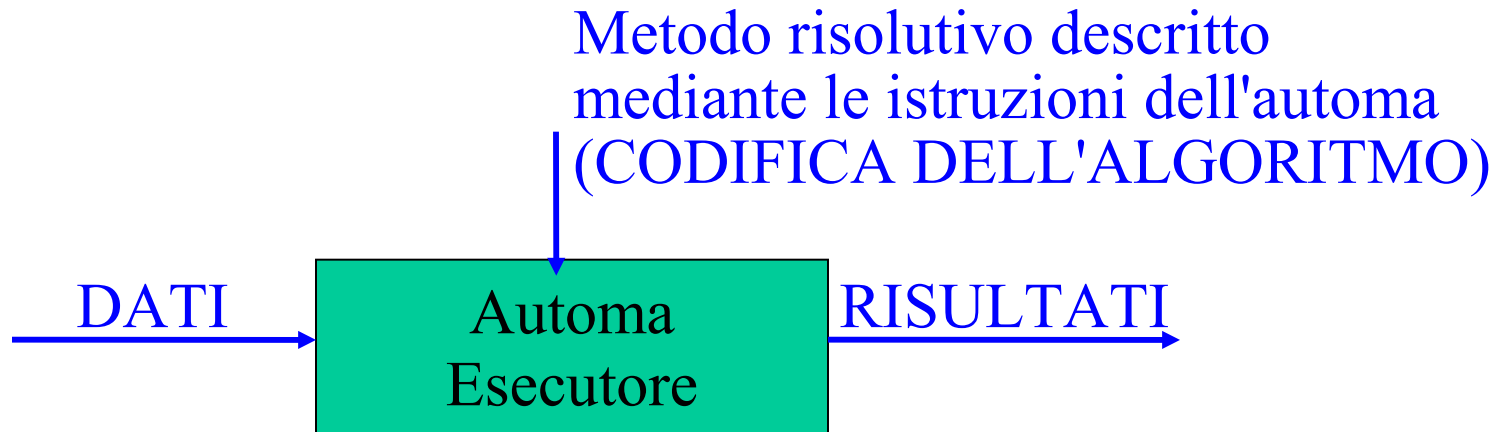 Metodo risolutivo descritto
mediante le istruzioni dell'automa
(CODIFICA DELL'ALGORITMO)
DATI
Automa
Esecutore
RISULTATI